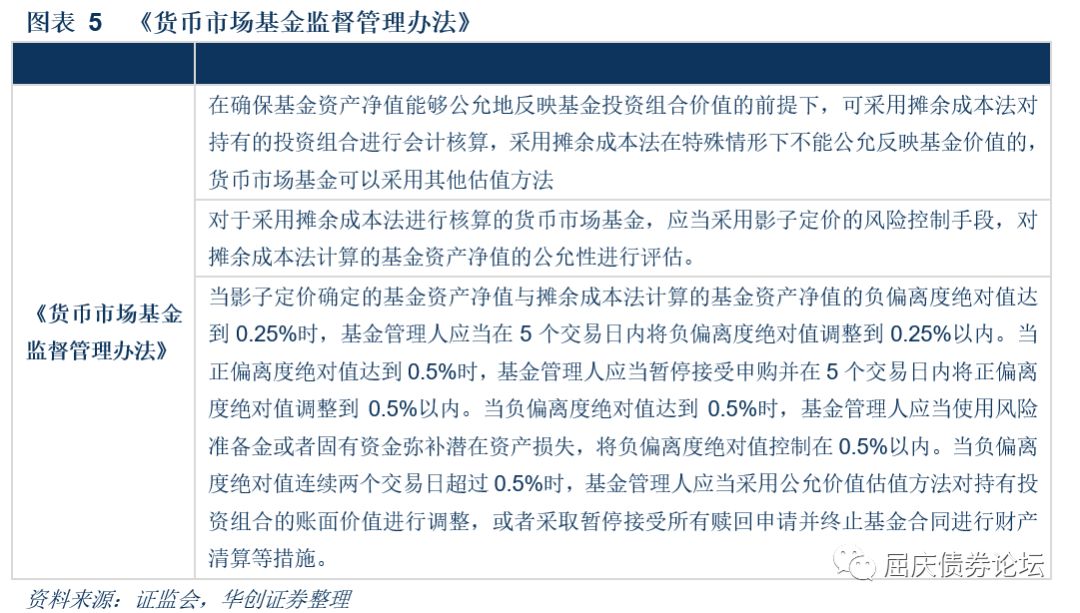 图表 5 《货币市场基金监督管理办法》
在确保基金资产净值能够公允地反映基金投资组合价值的前提下，可采用摊余成本法对
持有的投资组合进行会计核算，采用摊余成本法在特殊情形下不能公允反映基金价值的，
货币市场基金可以采用其他估值方法
对于采用摊余成本法进行核算的货币市场基金，应当采用影子定价的风险控制手段，对
摊余成本法计算的基金资产净值的公允性进行评估。
《货币市场基金
监督管理办法》
当影子定价确定的基金资产净值与摊余成本法计算的基金资产净值的负偏离度绝对值达
到 0.25%时，基金管理人应当在 5 个交易日内将负偏离度绝对值调整到 0.25%以内。当
正偏离度绝对值达到 0.5%时，基金管理人应当暂停接受申购并在 5 个交易日内将正偏离
度绝对值调整到 0.5%以内。当负偏离度绝对值达到 0.5%时，基金管理人应当使用风险
准备金或者固有资金弥补潜在资产损失，将负偏离度绝对值控制在 0.5%以内。当负偏离
度绝对值连续两个交易日超过 0.5%时，基金管理人应当采用公允价值估值方法对持有投
资组合的账面价值进行调整，或者采取暂停接受所有赎回申请并终止基金合同进行财产
清算等措施。
屈庆债券论坛
资料来源：证监会，华创证券整理